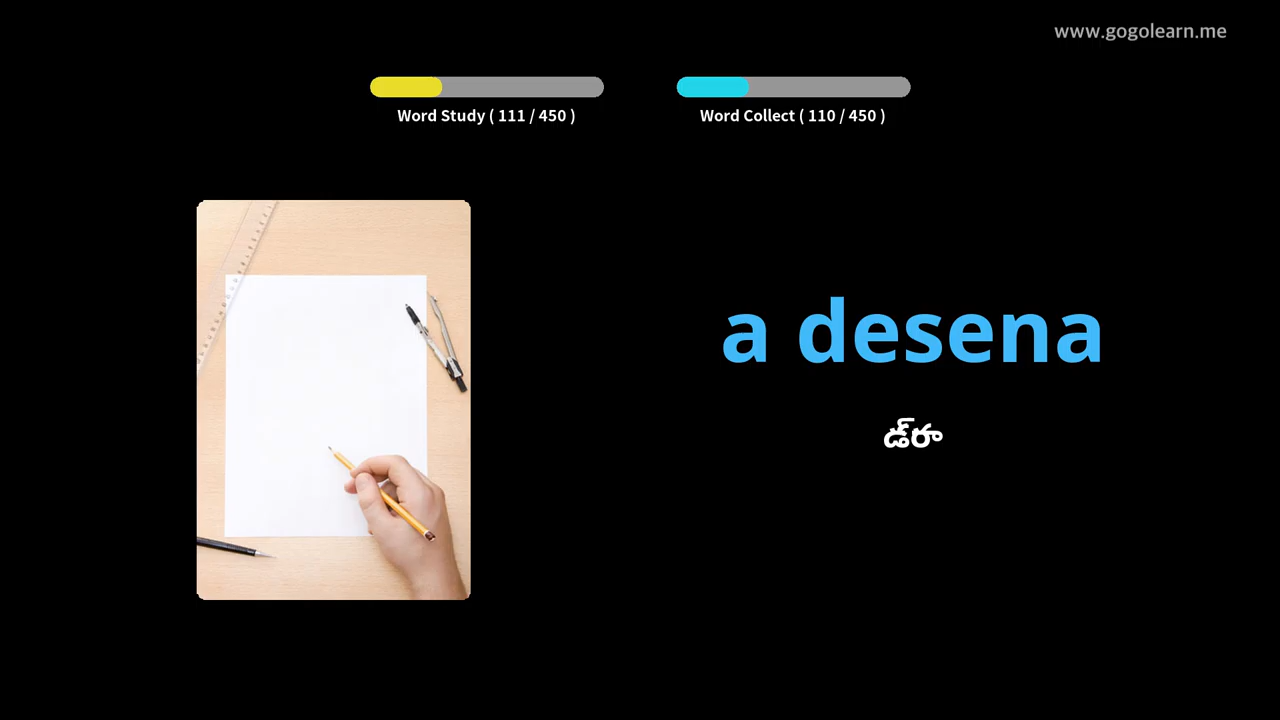 www.gogolearn.me
Word Study ( 111 / 450 )
Word Collect ( 110 / 450 )
a desena
డ్‌రా